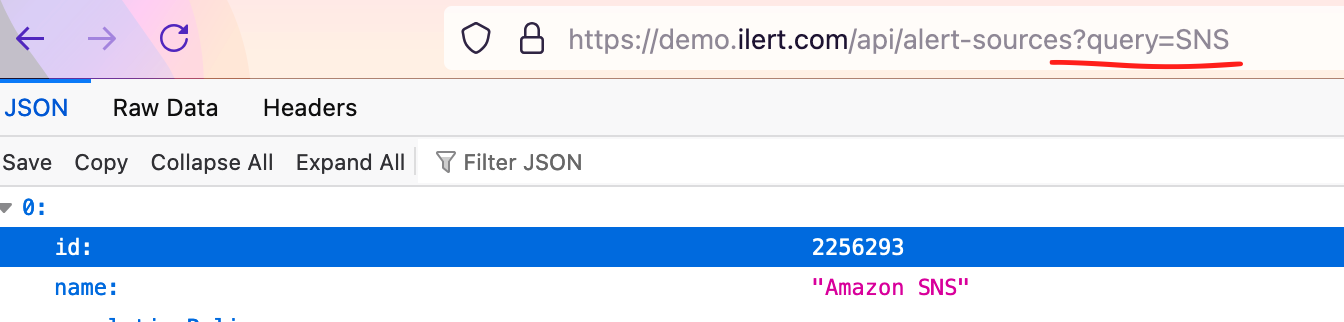 https://demo.ilert.com/api/alert-sources?query=SNS
JSON Raw Data Headers
Save Copy Collapse All Expand All Filter JSON
0:
id: 2256293
name: "Amazon SNS"